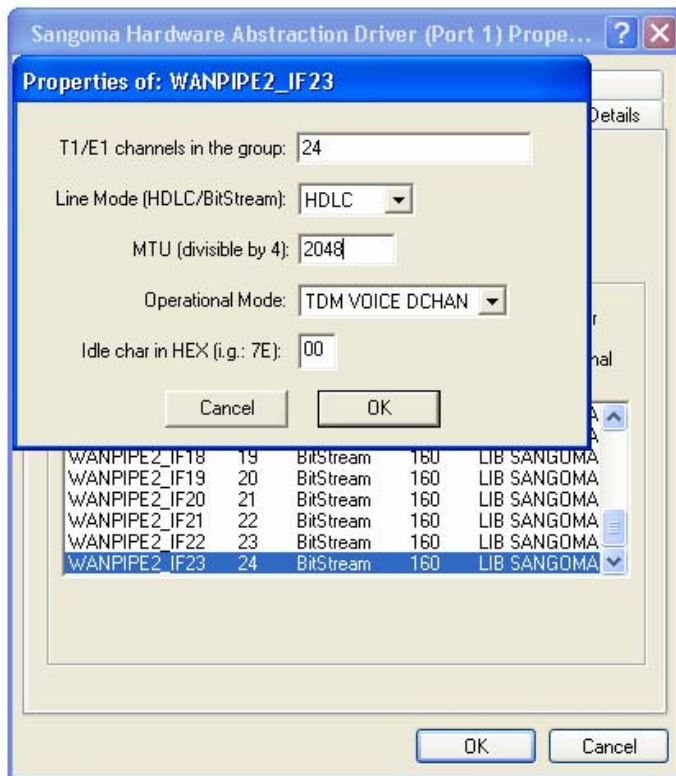 Sangoma Hardware Abstraction Driver (Port 1) Prope...
Properties of: WANPIPE2_IF23
Details
T1/E1 channels in the group: 24
Line Mode (HDLC/BitStream): HDLC
MTU (divisible by 4): 2048
Operational Mode: TDM VOICE DCHAN
Idle char in HEX (i.g.: 7E): 00
Cancel OK
WANPIPE2_IF18 19 BitStream 160 LIB SANGOMA
WANPIPE2_IF19 20 BitStream 160 LIB SANGOMA
WANPIPE2_IF20 21 BitStream 160 LIB SANGOMA
WANPIPE2_IF21 22 BitStream 160 LIB SANGOMA
WANPIPE2_IF22 23 BitStream 160 LIB SANGOMA
WANPIPE2_IF23 24 BitStream 160 LIB SANGOMA
OK Cancel